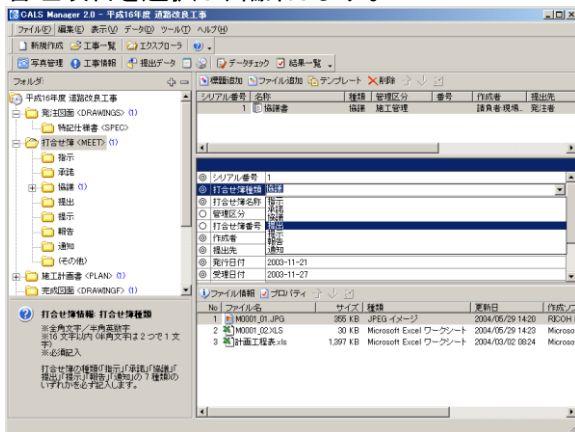 CALS Manager 2.0 - 平成16年度 道路改良工事
ファイル(F) 編集(E) 表示(V) データ(D) ツール(T) ヘルプ(H)
新規作成 工事一覧 エクスプローラ
写真管理 工事情報 提出データ データチェック 結果一覧
フォルダ: 標題追加 ファイル追加 テンプレート 削除
シリアル番号 名称 種類 管理区分 番号 作成者 提出先
1 協議書 協議 施工管理 請負者:現場.. 発注者
平成16年度 道路改良工事
発注図面 <DRAWINGS> (1)
特記仕様書 <SPEC>
打合せ簿 <MEET> (1)
指示
承諾
協議 (1)
提出
提示
報告
通知
(その他)
施工計画書 <PLAN> (1)
完成図面 <DRAWINGF> (1)
シリアル番号 1
打合せ簿種類 協議
打合せ簿名称
管理区分
打合せ簿番号
作成者
提出先
発行日付 2003-11-21
受理日付 2003-11-27
指示
承諾
協議
提出
提示
報告
通知
ファイル情報 プロパティ
No ファイル名 サイズ 種類 更新日 作成ソフ
1 M0001_01.JPG 355 KB JPEG イメージ 2004/05/29 14:20 RICOH
2 M0001_02.XLS 30 KB Microsoft Excel ワークシート 2004/05/29 14:23 Microso
3 計画工程表.xls 1,397 KB Microsoft Excel ワークシート 2004/03/02 08:24 Microso
打合せ簿情報: 打合せ簿種類
※全角文字/半角英数字
※16 文字以内 (半角文字は2つで1文
字)
※必須記入
打合せ簿の種類「指示」「承諾」「協議」「
提出」「提示」「報告」「通知」の 7 種類の
いずれかを必ず記入します。